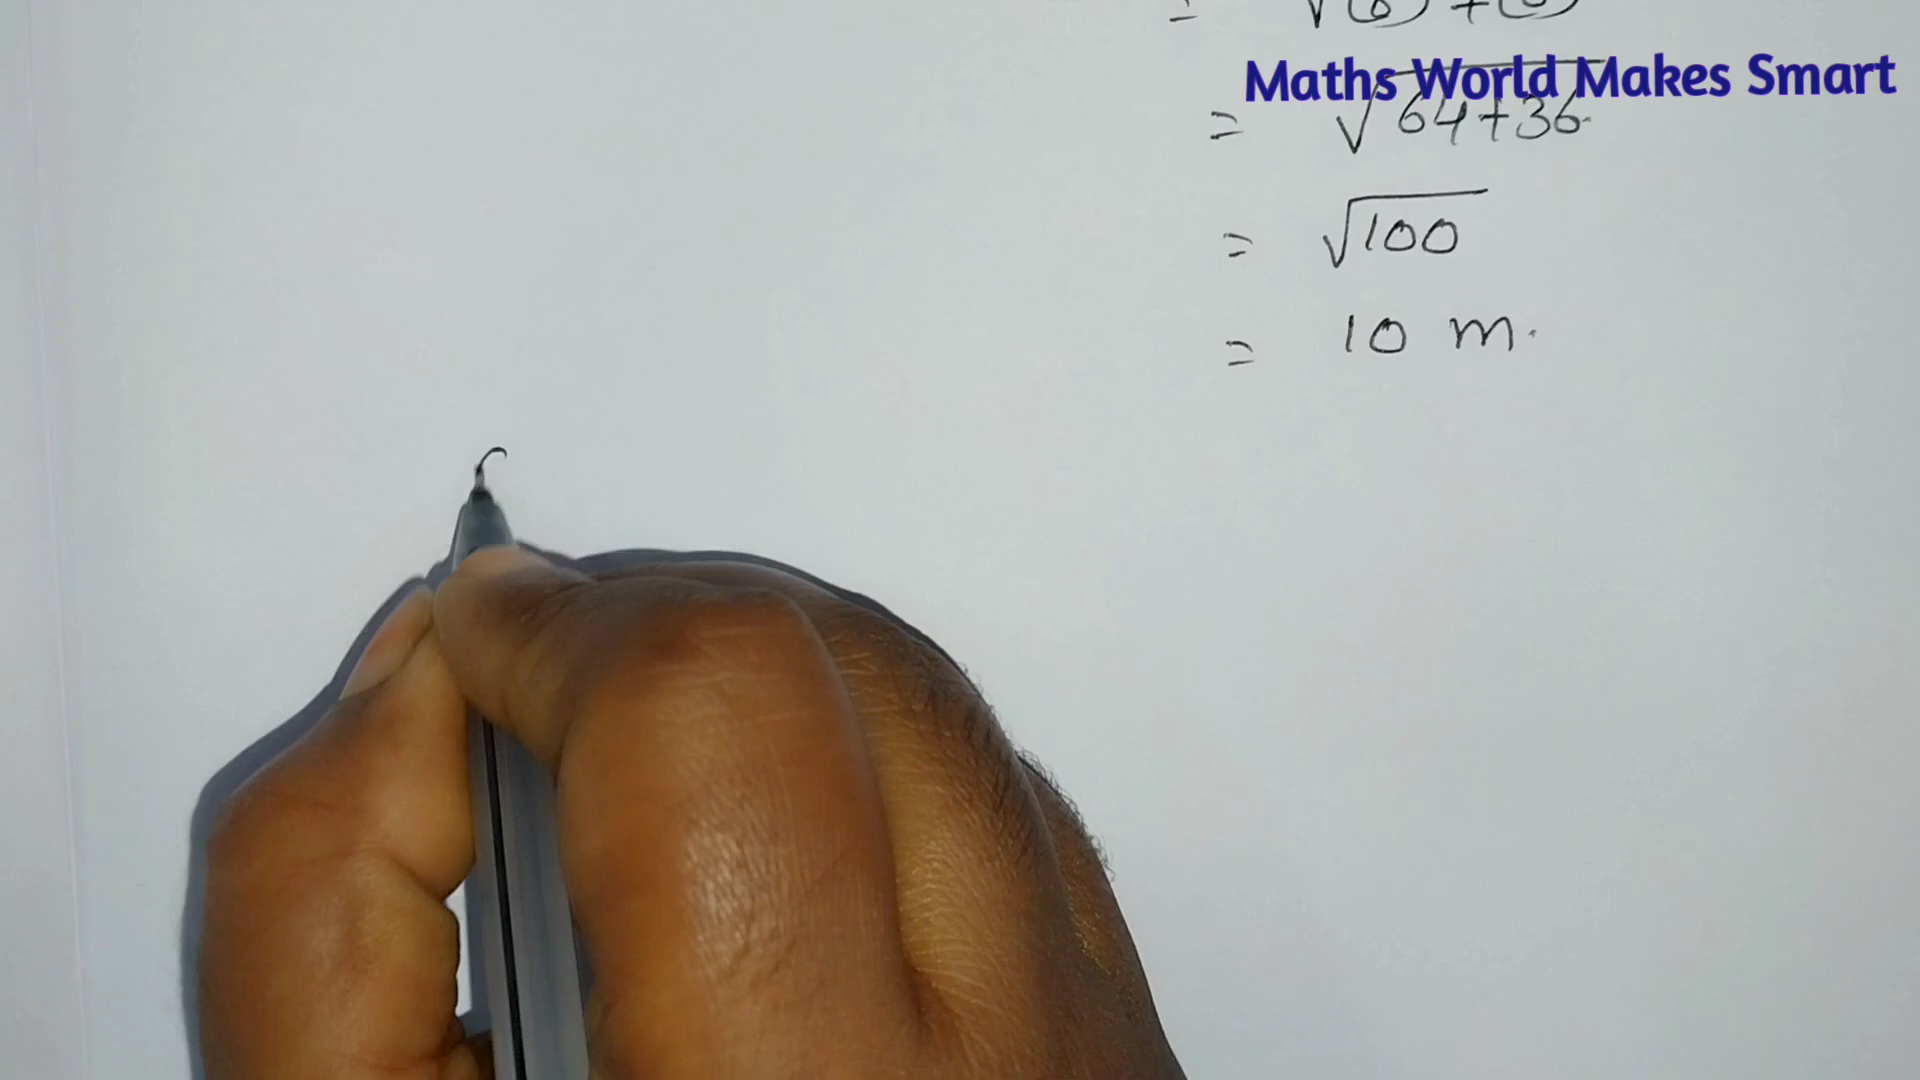 Maths World Makes Smart
= √64+36
= √100
= 10 m.